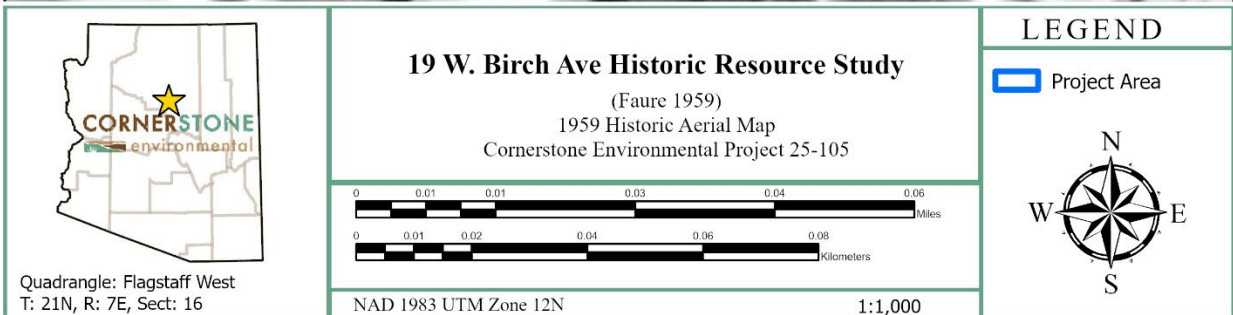 CORNERSTONE
environmental
Quadrangle: Flagstaff West
T: 21N, R: 7E, Sect: 16
19 W. Birch Ave Historic Resource Study
(Faure 1959)
1959 Historic Aerial Map
Cornerstone Environmental Project 25-105
0 0.01 0.01 0.03 0.04 0.06
Miles
0 0.01 0.02 0.04 0.06 0.08
Kilometers
NAD 1983 UTM Zone 12N 1:1,000
LEGEND
Project Area
N
W E
S